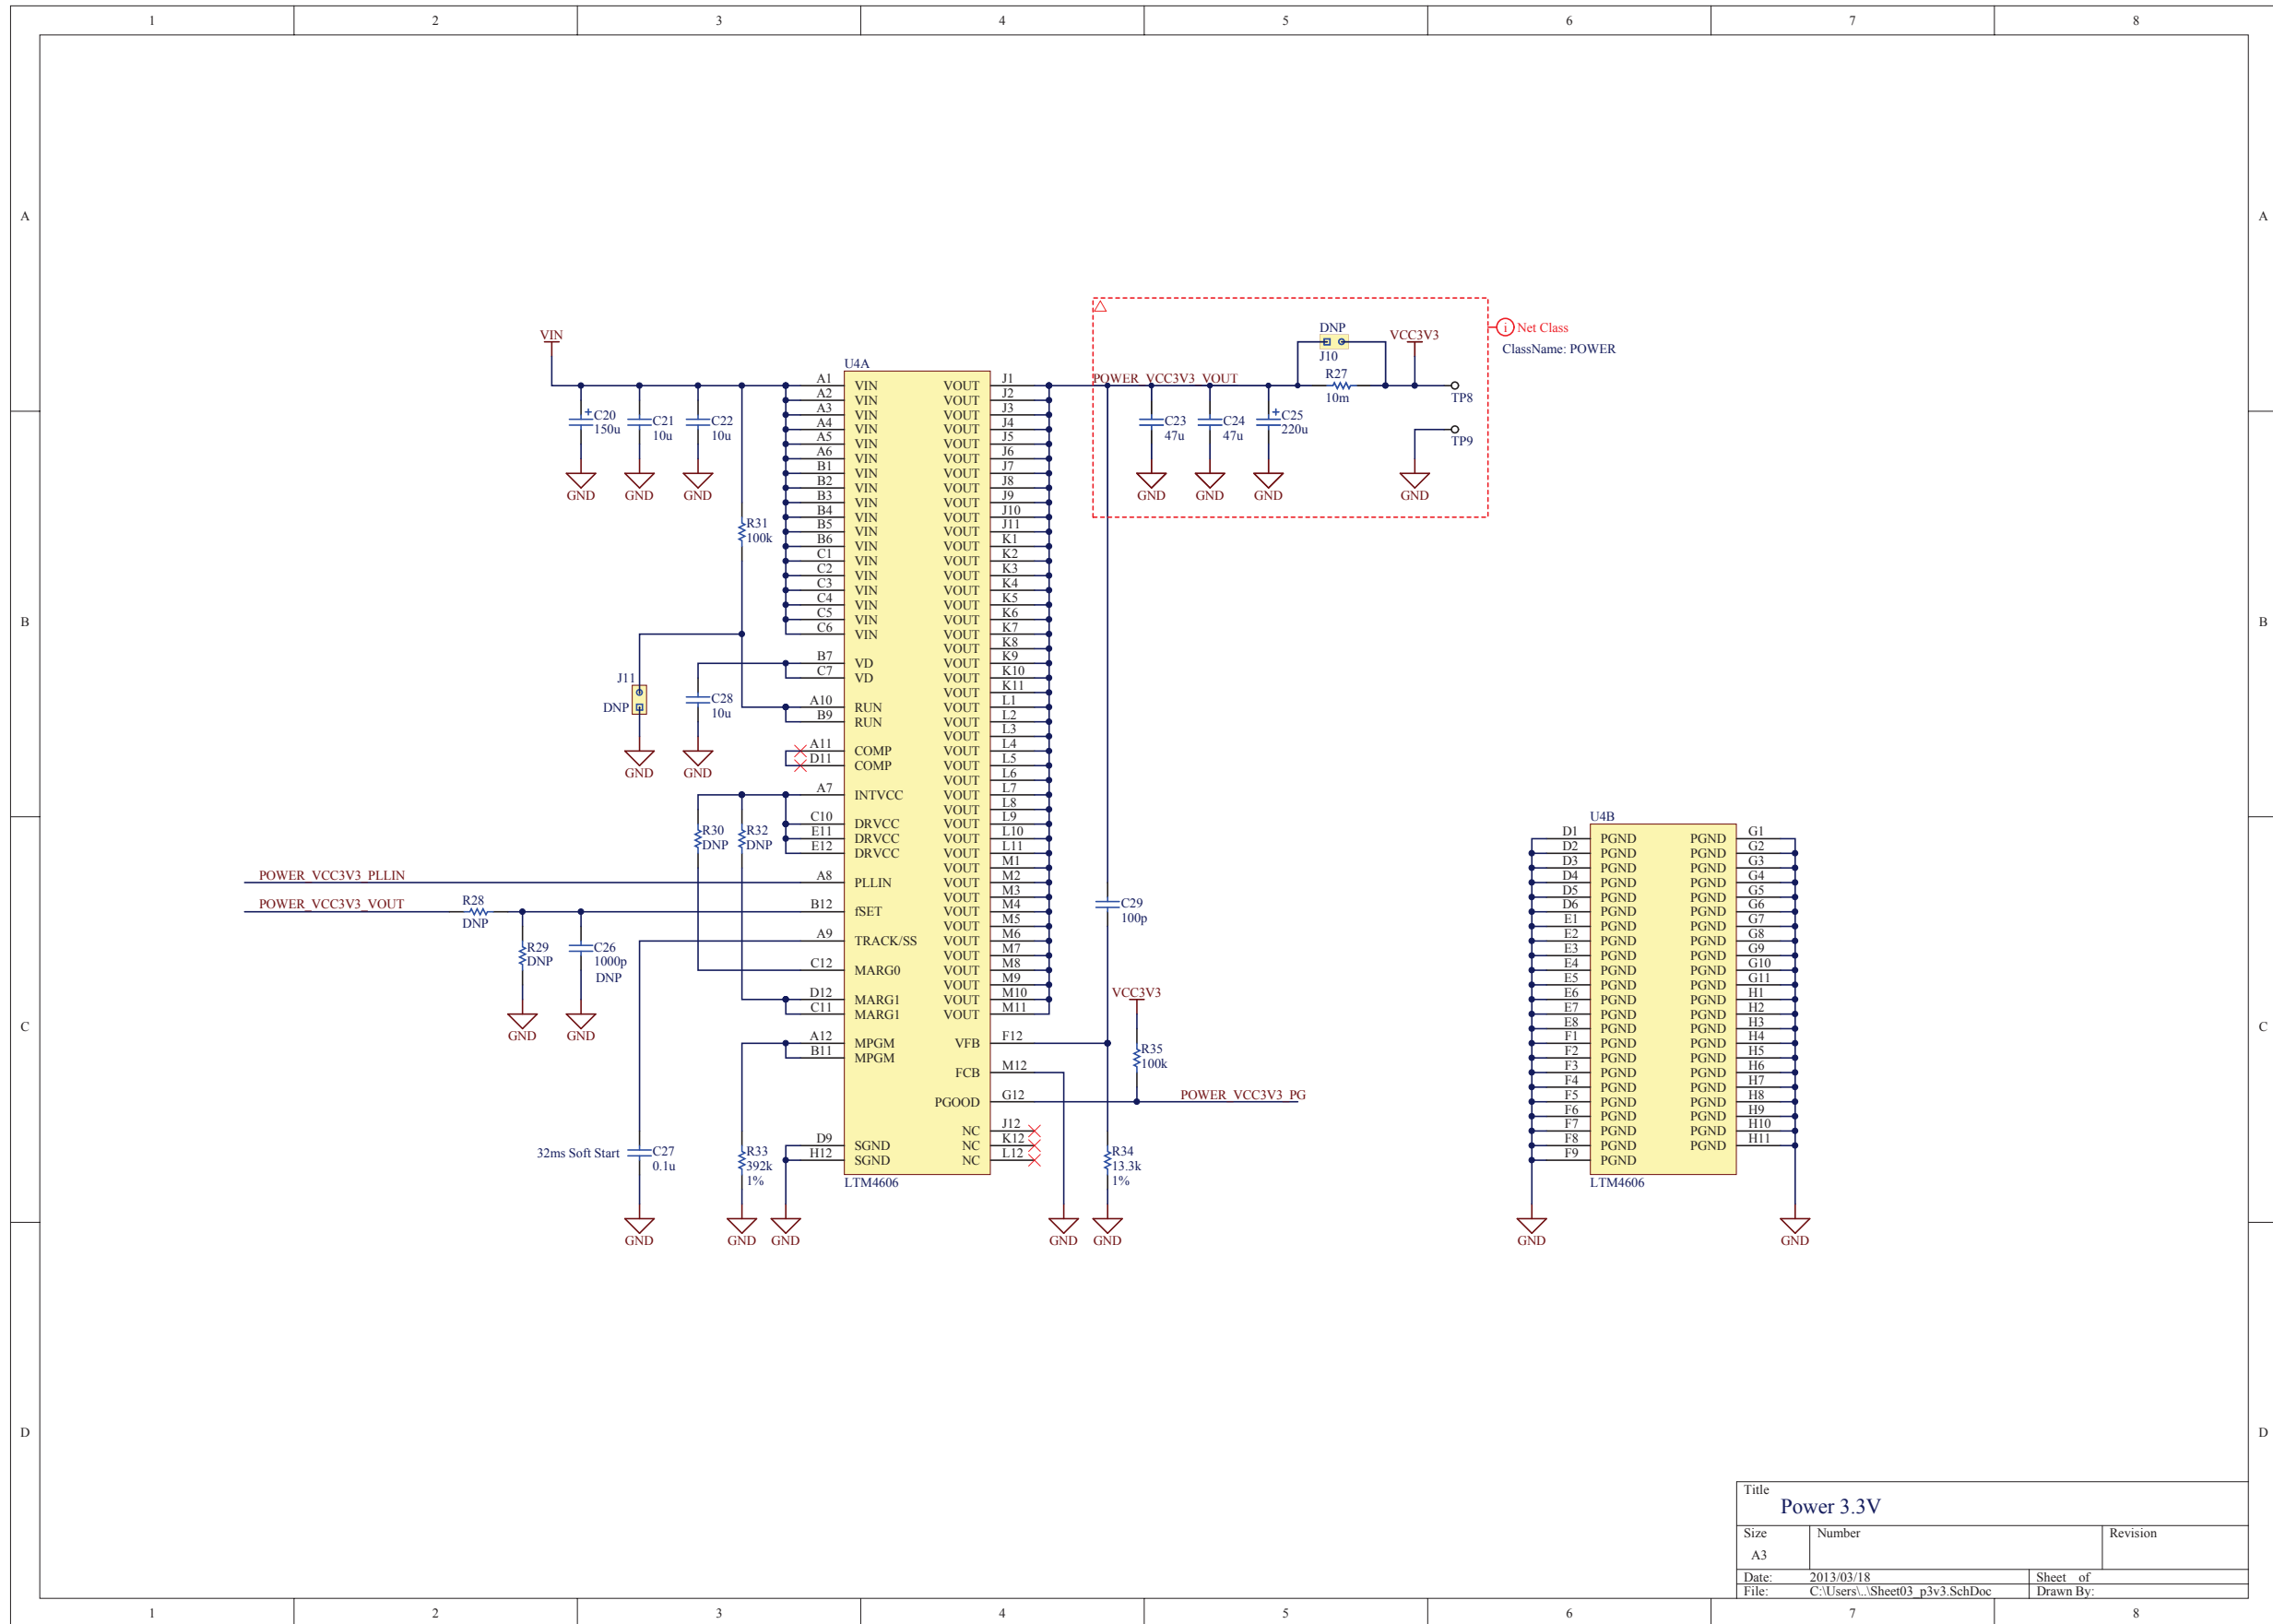 1 2 3 4 5 6 7 8
A A
B B
C C
D D
VIN
C20
150u
GND
C21
10u
GND
C22
10u
GND
R31
100k
J11
DNP
GND
C28
10u
GND
R30
DNP
R32
DNP
POWER_VCC3V3_PLLIN
POWER_VCC3V3_VOUT
R28
DNP
R29
DNP
GND
C26
1000p
DNP
GND
32ms Soft Start
C27
0.1u
GND
R33
392k
1%
GND
GND
U4A
A1 VIN VOUT J1
A2 VIN VOUT J2
A3 VIN VOUT J3
A4 VIN VOUT J4
A5 VIN VOUT J5
A6 VIN VOUT J6
B1 VIN VOUT J7
B2 VIN VOUT J8
B3 VIN VOUT J9
B4 VIN VOUT J10
B5 VIN VOUT J11
B6 VIN VOUT K1
C1 VIN VOUT K2
C2 VIN VOUT K3
C3 VIN VOUT K4
C4 VIN VOUT K5
C5 VIN VOUT K6
C6 VIN VOUT K7
VOUT K8
B7 VD VOUT K9
C7 VD VOUT K10
VOUT K11
A10 RUN VOUT L1
B9 RUN VOUT L2
VOUT L3
A11 COMP VOUT L4
D11 COMP VOUT L5
VOUT L6
A7 INTVCC VOUT L7
VOUT L8
C10 DRVCC VOUT L9
E11 DRVCC VOUT L10
E12 DRVCC VOUT L11
VOUT M1
A8 PLLIN VOUT M2
VOUT M3
B12 fSET VOUT M4
VOUT M5
A9 TRACK/SS VOUT M6
VOUT M7
C12 MARG0 VOUT M8
VOUT M9
D12 MARG1 VOUT M10
C11 MARG1 VOUT M11
A12 MPGM VFB F12
B11 MPGM
FCB M12
PGOOD G12
NC J12
D9 SGND NC K12
H12 SGND NC L12
LTM4606
POWER_VCC3V3_VOUT
C23
47u
GND
C24
47u
GND
C25
220u
GND
DNP
J10
R27
10m
VCC3V3
TP8
TP9
GND
i Net Class
ClassName: POWER
C29
100p
VCC3V3
R35
100k
POWER_VCC3V3_PG
R34
13.3k
1%
GND
GND
U4B
D1 PGND PGND G1
D2 PGND PGND G2
D3 PGND PGND G3
D4 PGND PGND G4
D5 PGND PGND G5
D6 PGND PGND G6
E1 PGND PGND G7
E2 PGND PGND G8
E3 PGND PGND G9
E4 PGND PGND G10
E5 PGND PGND G11
E6 PGND PGND H1
E7 PGND PGND H2
E8 PGND PGND H3
F1 PGND PGND H4
F2 PGND PGND H5
F3 PGND PGND H6
F4 PGND PGND H7
F5 PGND PGND H8
F6 PGND PGND H9
F7 PGND PGND H10
F8 PGND PGND H11
F9 PGND
LTM4606
GND
GND
Title
Power 3.3V
Size Number Revision
A3
Date: 2013/03/18 Sheet of
File: C:\Users\..\Sheet03_p3v3.SchDoc Drawn By:
1 2 3 4 5 6 7 8